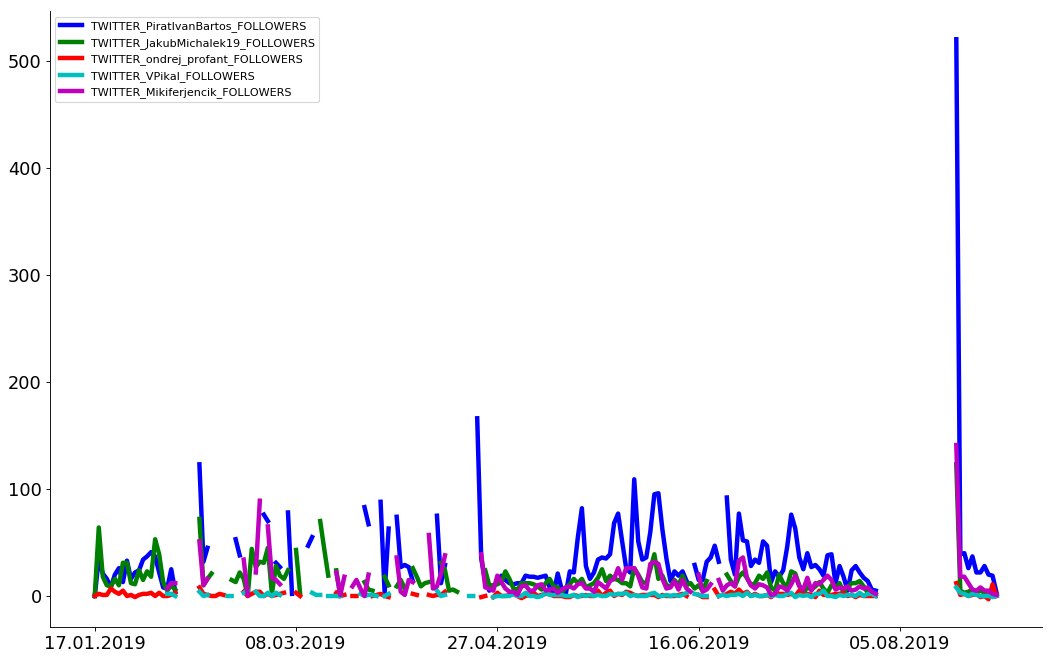 TWITTER_PiratIvanBartos_FOLLOWERS
TWITTER_JakubMichalek19_FOLLOWERS
TWITTER_ondrej_profant_FOLLOWERS
TWITTER_VPikal_FOLLOWERS
TWITTER_Mikiferjencik_FOLLOWERS
500
400
300
200
100
0
17.01.2019 08.03.2019 27.04.2019 16.06.2019 05.08.2019